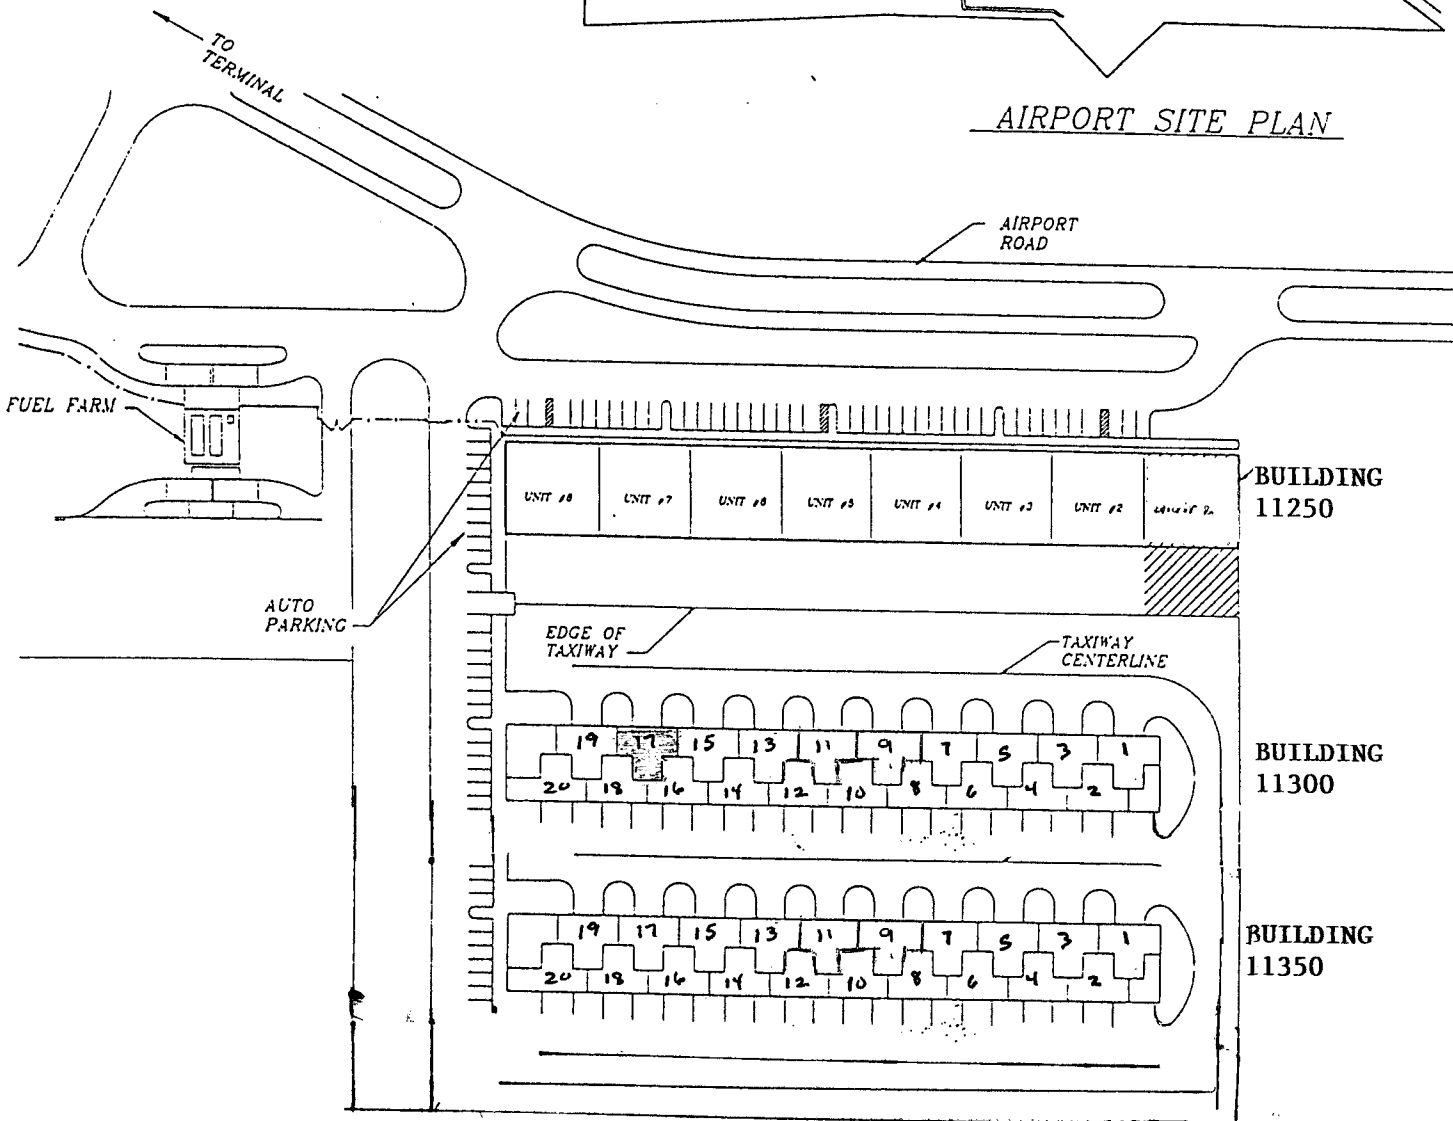 TO
TERMINAL
AIRPORT SITE PLAN
AIRPORT
ROAD
FUEL FARM
UNIT #8
UNIT #7
UNIT #6
UNIT #5
UNIT #4
UNIT #3
UNIT #2
BUILDING
11250
AUTO
PARKING
EDGE OF
TAXIWAY
TAXIWAY
CENTERLINE
19 17 15 13 11 9 7 5 3 1
20 18 16 14 12 10 8 6 4 2
BUILDING
11300
19 17 15 13 11 9 7 5 3 1
20 18 16 14 12 10 8 6 4 2
BUILDING
11350